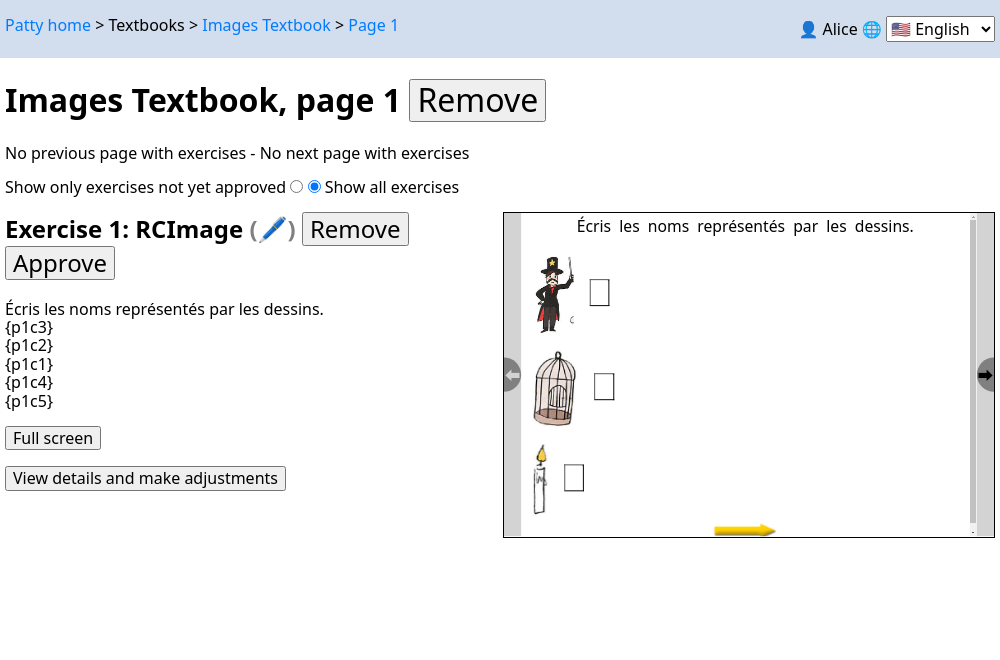 Patty home > Textbooks > Images Textbook > Page 1
Alice English
Images Textbook, page 1 Remove
No previous page with exercises - No next page with exercises
Show only exercises not yet approved Show all exercises
Exercise 1: RCImage ( ) Remove
Approve
Écris les noms représentés par les dessins.
{p1c3}
{p1c2}
{p1c1}
{p1c4}
{p1c5}
Full screen
View details and make adjustments
Écris les noms représentés par les dessins.